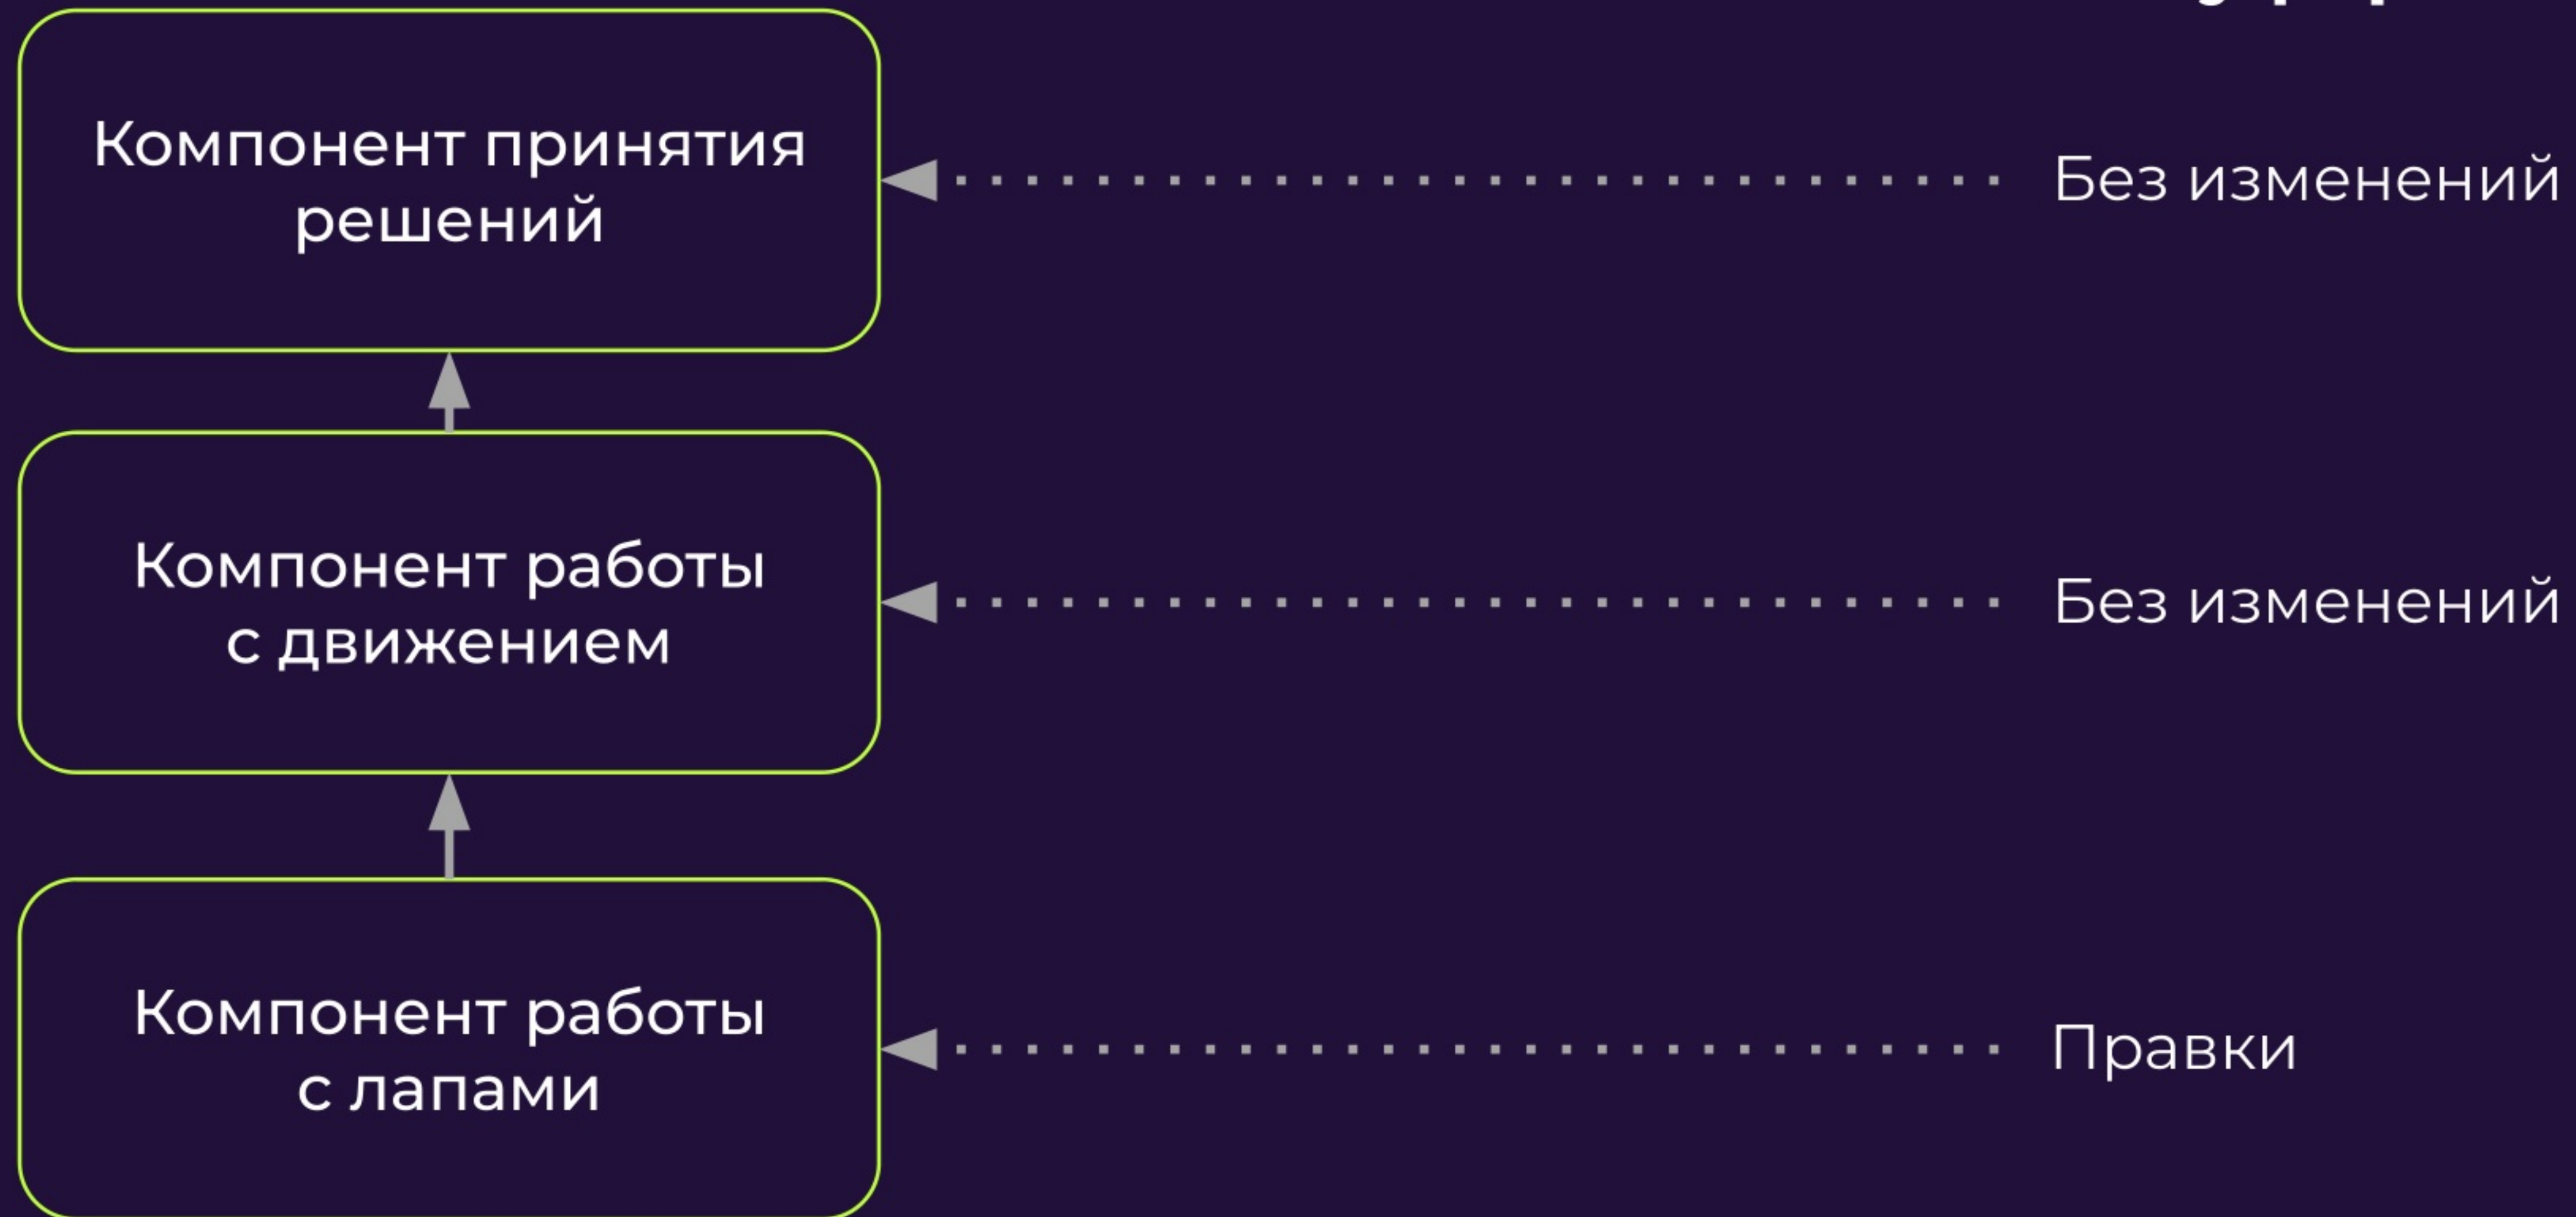 Компонент принятия
решений
Без изменений
Компонент работы
с движением
Без изменений
Компонент работы
с лапами
Правки